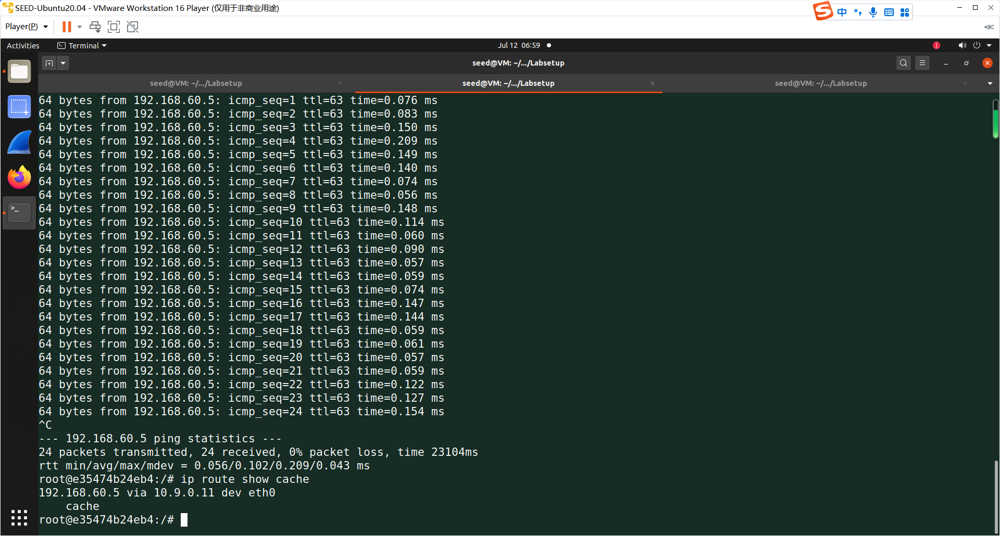 SEED-Ubuntu20.04 - VMware Workstation 16 Player (仅用于非商业用途)
中
Player(P)
Activities
Terminal
Jul 12 06:59
seed@VM: ~/.../Labsetup
seed@VM: ~/.../Labsetup
seed@VM: ~/.../Labsetup
seed@VM: ~/.../Labsetup
64 bytes from 192.168.60.5: icmp_seq=1 ttl=63 time=0.076 ms
64 bytes from 192.168.60.5: icmp_seq=2 ttl=63 time=0.083 ms
64 bytes from 192.168.60.5: icmp_seq=3 ttl=63 time=0.150 ms
64 bytes from 192.168.60.5: icmp_seq=4 ttl=63 time=0.209 ms
64 bytes from 192.168.60.5: icmp_seq=5 ttl=63 time=0.149 ms
64 bytes from 192.168.60.5: icmp_seq=6 ttl=63 time=0.140 ms
64 bytes from 192.168.60.5: icmp_seq=7 ttl=63 time=0.074 ms
64 bytes from 192.168.60.5: icmp_seq=8 ttl=63 time=0.056 ms
64 bytes from 192.168.60.5: icmp_seq=9 ttl=63 time=0.148 ms
64 bytes from 192.168.60.5: icmp_seq=10 ttl=63 time=0.114 ms
64 bytes from 192.168.60.5: icmp_seq=11 ttl=63 time=0.060 ms
64 bytes from 192.168.60.5: icmp_seq=12 ttl=63 time=0.090 ms
64 bytes from 192.168.60.5: icmp_seq=13 ttl=63 time=0.057 ms
64 bytes from 192.168.60.5: icmp_seq=14 ttl=63 time=0.059 ms
64 bytes from 192.168.60.5: icmp_seq=15 ttl=63 time=0.074 ms
64 bytes from 192.168.60.5: icmp_seq=16 ttl=63 time=0.147 ms
64 bytes from 192.168.60.5: icmp_seq=17 ttl=63 time=0.144 ms
64 bytes from 192.168.60.5: icmp_seq=18 ttl=63 time=0.059 ms
64 bytes from 192.168.60.5: icmp_seq=19 ttl=63 time=0.061 ms
64 bytes from 192.168.60.5: icmp_seq=20 ttl=63 time=0.057 ms
64 bytes from 192.168.60.5: icmp_seq=21 ttl=63 time=0.059 ms
64 bytes from 192.168.60.5: icmp_seq=22 ttl=63 time=0.122 ms
64 bytes from 192.168.60.5: icmp_seq=23 ttl=63 time=0.127 ms
64 bytes from 192.168.60.5: icmp_seq=24 ttl=63 time=0.154 ms
^C
--- 192.168.60.5 ping statistics ---
24 packets transmitted, 24 received, 0% packet loss, time 23104ms
rtt min/avg/max/mdev = 0.056/0.102/0.209/0.043 ms
root@e35474b24eb4:/# ip route show cache
192.168.60.5 via 10.9.0.11 dev eth0
    cache
root@e35474b24eb4:/#